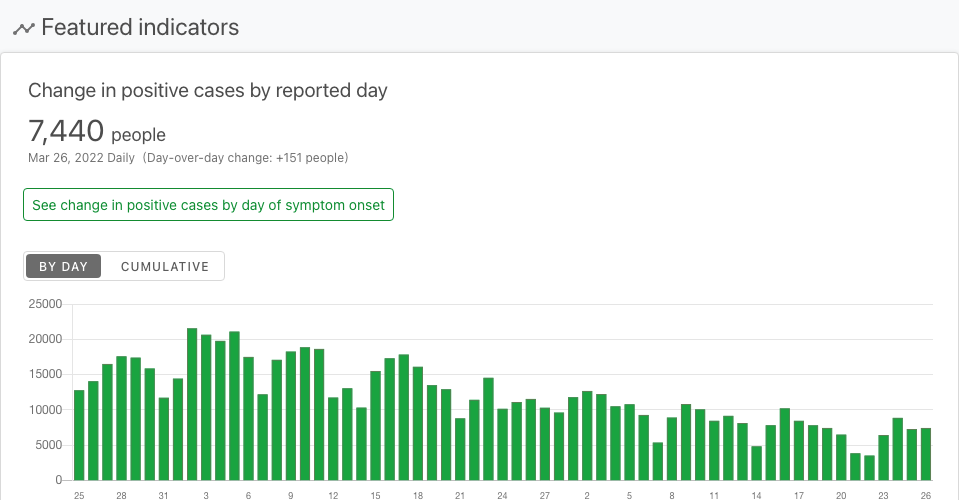 Featured indicators
Change in positive cases by reported day
7,440 people
Mar 26, 2022 Daily (Day-over-day change: +151 people)
See change in positive cases by day of symptom onset
BY DAY CUMULATIVE
25000
20000
15000
10000
5000
0
25 28 31 3 6 9 12 15 18 21 24 27 2 5 8 11 14 17 20 23 26